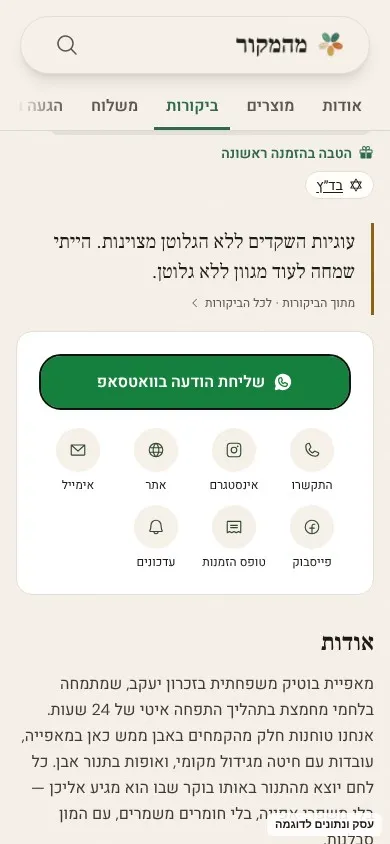 מהמקור
אודות
מוצרים
ביקורות
משלוח
הגעה
הטבה בהזמנה ראשונה
בד"ץ
עוגיות השקדים ללא הגלוטן מצוינות. הייתי
שמחה לעוד מגוון ללא גלוטן.
מתוך הביקורות · לכל הביקורות
שליחת הודעה בוואטסאפ
התקשרו
אינסטגרם
אתר
אימייל
פייסבוק
טופס הזמנות
עדכונים
אודות
מאפיית בוטיק משפחתית בזכרון יעקב, שמתמחה
בלחמי מחמצת בתהליך התפחה איטי של 24 שעות.
אנחנו טוחנות חלק מהקמחים באבן ממש כאן במאפייה,
עובדות עם חיטה מגידול מקומי, ואופות בתנור אבן. כל
לחם יוצא מהתנור באותו בוקר שבו הוא מגיע אליכן —
בלי משפרי אפייה, בלי חומרים משמרים, עם המון
סבלנות.
עסק ונתונים לדוגמה